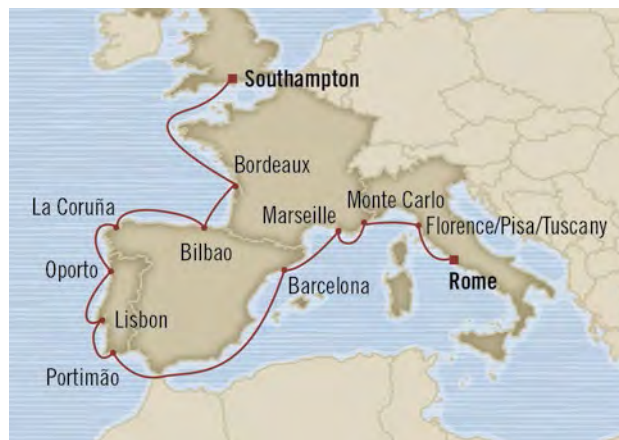 Southampton
Bordeaux
La Coruña
Monte Carlo
Marseille
Florence/Pisa/Tuscany
Bilbao
Oporto
Barcelona
Rome
Lisbon
Portimão